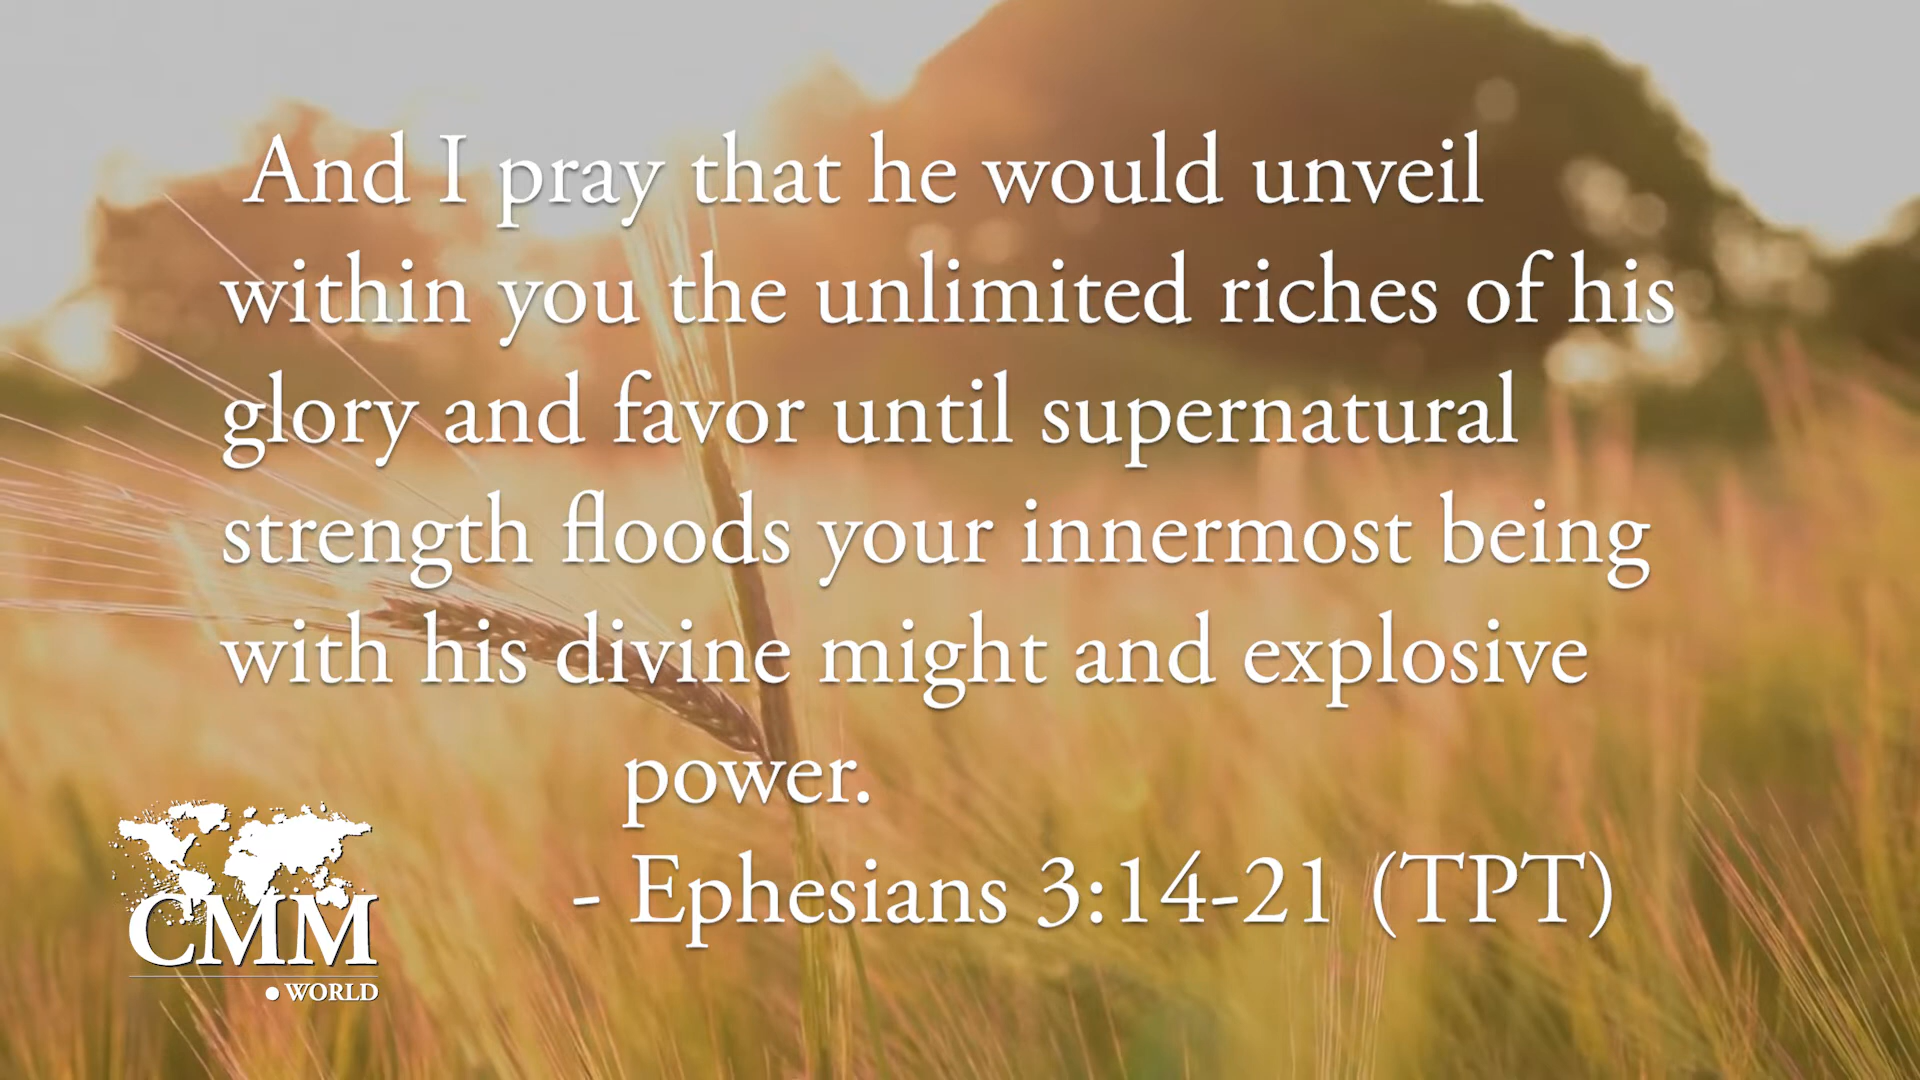 And I pray that he would unveil
within you the unlimited riches of his
glory and favor until supernatural
strength floods your innermost being
with his divine might and explosive
power.
- Ephesians 3:14-21 (TPT)
CMM
.WORLD